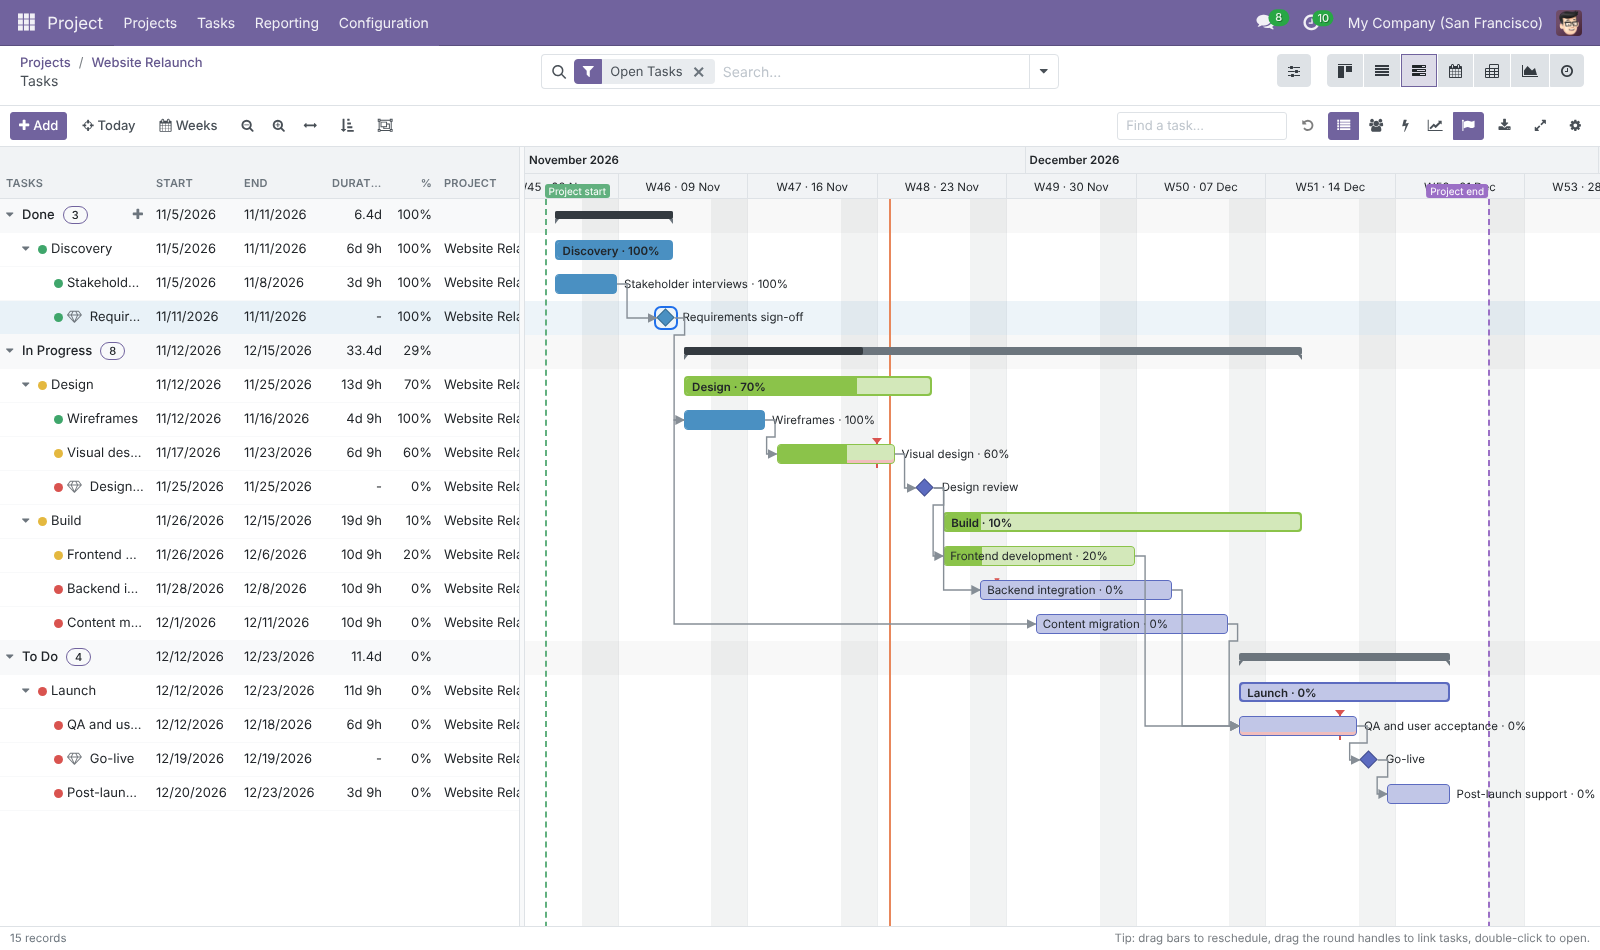 Project Projects Tasks Reporting Configuration 8 10 My Company (San Francisco)
Projects / Website Relaunch
Tasks
Open Tasks Search...
Add Today Weeks Find a task...
TASKS START END DURAT... % PROJECT
November 2026 December 2026
Project start W46 · 09 Nov W47 · 16 Nov W48 · 23 Nov W49 · 30 Nov W50 · 07 Dec W51 · 14 Dec Project end W53 · 28
Done 3 11/5/2026 11/11/2026 6.4d 100%
Discovery 11/5/2026 11/11/2026 6d 9h 100% Website Rela
Discovery · 100%
Stakehold... 11/5/2026 11/8/2026 3d 9h 100% Website Rela
Stakeholder interviews · 100%
Requir... 11/11/2026 11/11/2026 - 100% Website Rela
Requirements sign-off
In Progress 8 11/12/2026 12/15/2026 33.4d 29%
Design 11/12/2026 11/25/2026 13d 9h 70% Website Rela
Design · 70%
Wireframes 11/12/2026 11/16/2026 4d 9h 100% Website Rela
Wireframes · 100%
Visual des... 11/17/2026 11/23/2026 6d 9h 60% Website Rela
Visual design · 60%
Design... 11/25/2026 11/25/2026 - 0% Website Rela
Design review
Build 11/26/2026 12/15/2026 19d 9h 10% Website Rela
Build · 10%
Frontend ... 11/26/2026 12/6/2026 10d 9h 20% Website Rela
Frontend development · 20%
Backend i... 11/28/2026 12/8/2026 10d 9h 0% Website Rela
Backend integration · 0%
Content m... 12/1/2026 12/11/2026 10d 9h 0% Website Rela
Content migration · 0%
To Do 4 12/12/2026 12/23/2026 11.4d 0%
Launch 12/12/2026 12/23/2026 11d 9h 0% Website Rela
Launch · 0%
QA and us... 12/12/2026 12/18/2026 6d 9h 0% Website Rela
QA and user acceptance · 0%
Go-live 12/19/2026 12/19/2026 - 0% Website Rela
Go-live
Post-laun... 12/20/2026 12/23/2026 3d 9h 0% Website Rela
Post-launch support · 0%
15 records
Tip: drag bars to reschedule, drag the round handles to link tasks, double-click to open.